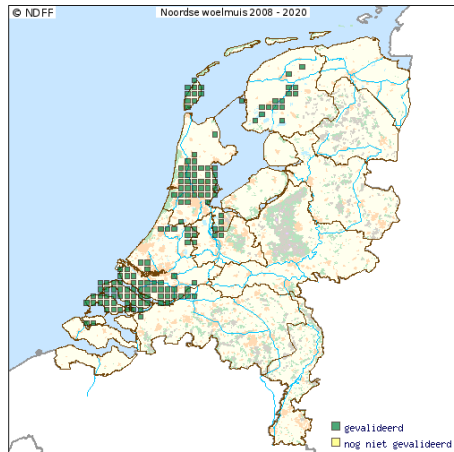 © NDFF
Noordse woelmuis 2008 - 2020
gevalideerd
nog niet gevalideerd